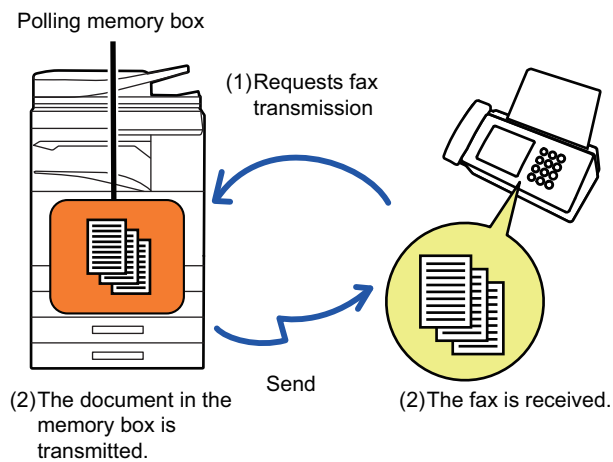 Polling memory box
(1) Requests fax
transmission
Send
(2) The document in the
memory box is
transmitted.
(2) The fax is received.